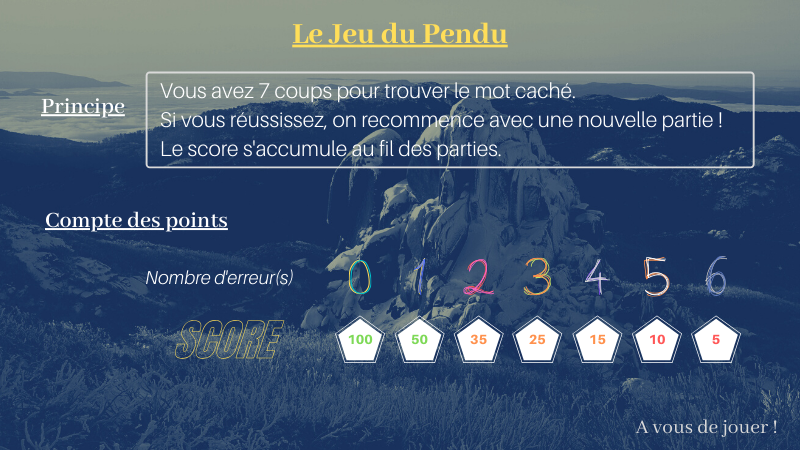 Le Jeu du Pendu
Principe
Vous avez 7 coups pour trouver le mot caché.
Si vous réussissez, on recommence avec une nouvelle partie !
Le score s'accumule au fil des parties.
Compte des points
Nombre d'erreur(s) 0 1 2 3 4 5 6
SCORE 100 50 35 25 15 10 5
A vous de jouer !